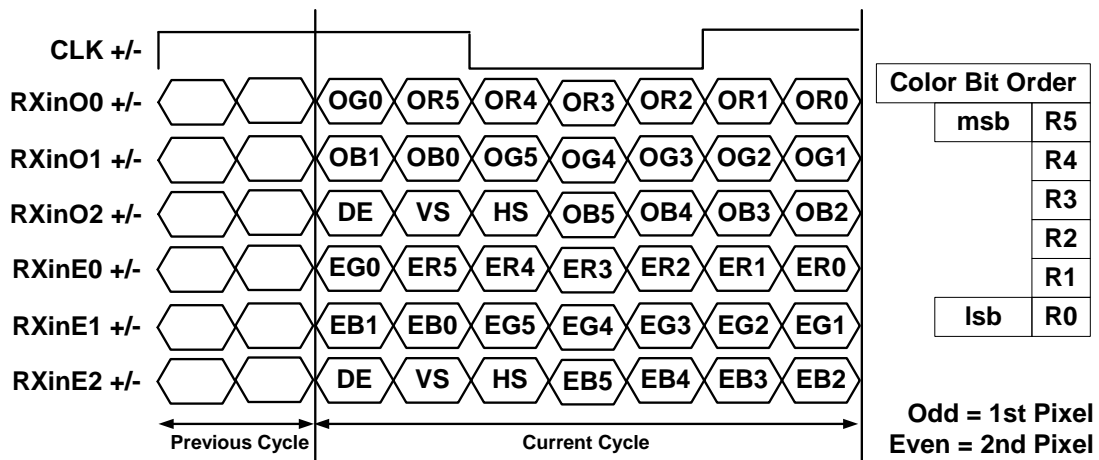 CLK +/-
RXinO0 +/- OG0 OR5 OR4 OR3 OR2 OR1 OR0
RXinO1 +/- OB1 OB0 OG5 OG4 OG3 OG2 OG1
RXinO2 +/- DE VS HS OB5 OB4 OB3 OB2
RXinE0 +/- EG0 ER5 ER4 ER3 ER2 ER1 ER0
RXinE1 +/- EB1 EB0 EG5 EG4 EG3 EG2 EG1
RXinE2 +/- DE VS HS EB5 EB4 EB3 EB2
Previous Cycle Current Cycle
Color Bit Order
msb R5
R4
R3
R2
R1
lsb R0
Odd = 1st Pixel
Even = 2nd Pixel